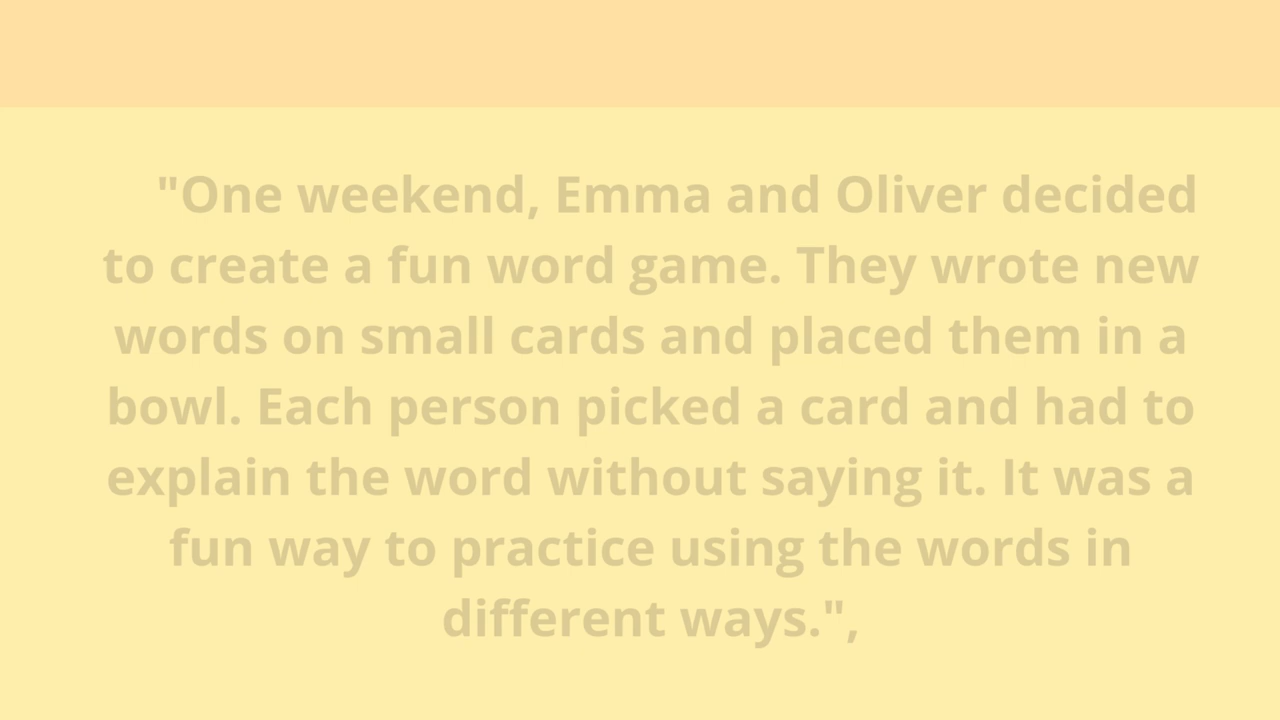 "One weekend, Emma and Oliver decided
to create a fun word game. They wrote new
words on small cards and placed them in a
bowl. Each person picked a card and had to
explain the word without saying it. It was a
fun way to practice using the words in
different ways.",